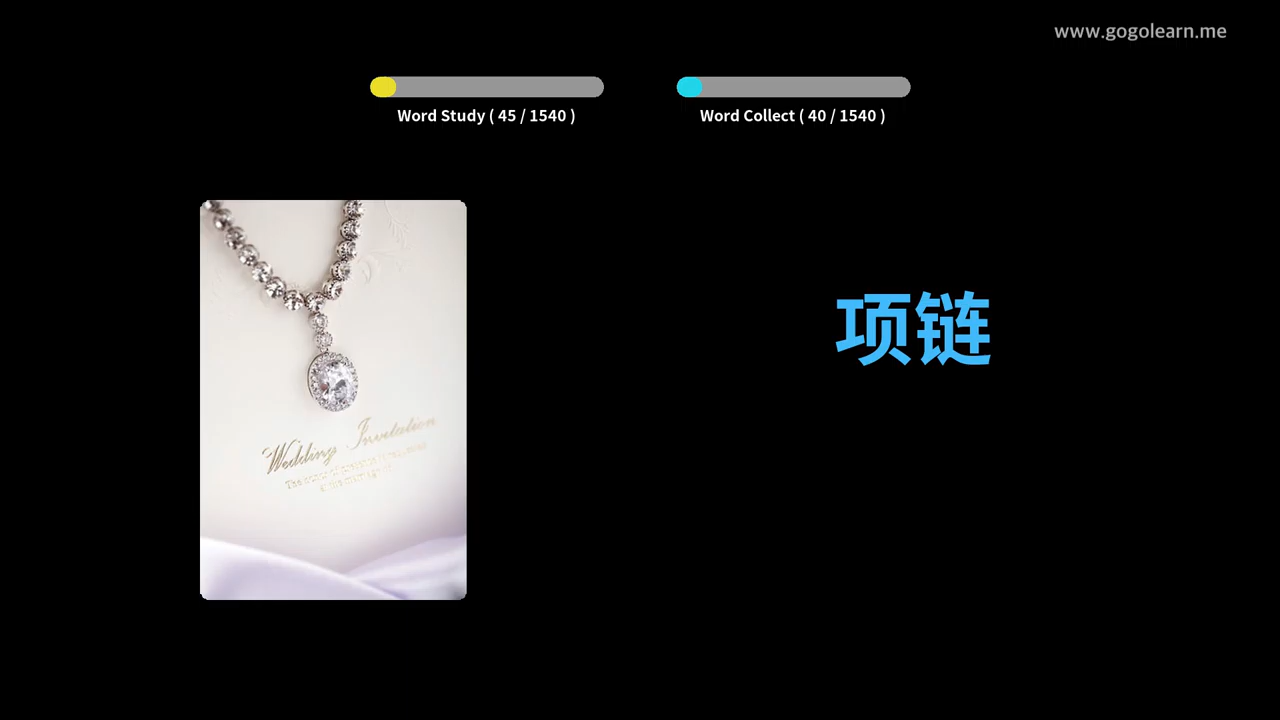 www.gogolearn.me
Word Study ( 45 / 1540 )
Word Collect ( 40 / 1540 )
项链
Wedding Invitation